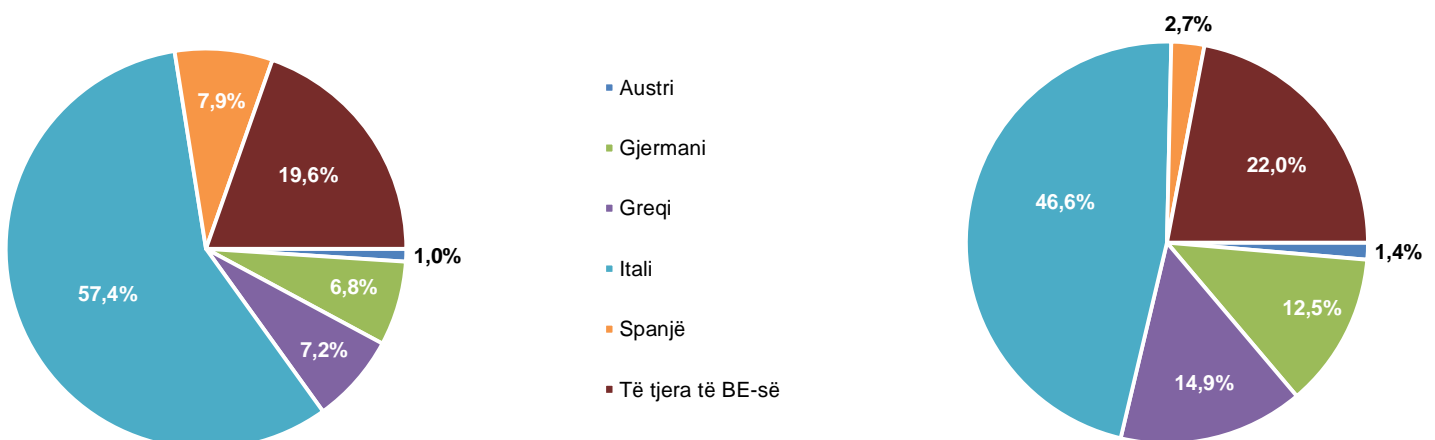 7,9%
19,6%
1,0%
6,8%
7,2%
57,4%
Austri
Gjermani
Greqi
Itali
Spanjë
Të tjera të BE-së
2,7%
22,0%
1,4%
12,5%
14,9%
46,6%